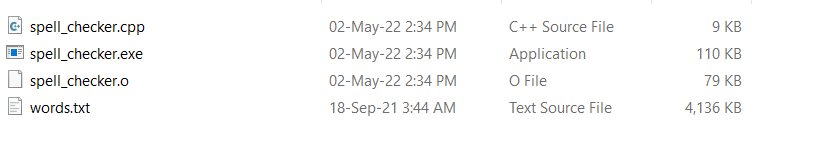 spell_checker.cpp 02-May-22 2:34 PM C++ Source File 9 KB
spell_checker.exe 02-May-22 2:34 PM Application 110 KB
spell_checker.o 02-May-22 2:34 PM O File 79 KB
words.txt 18-Sep-21 3:44 AM Text Source File 4,136 KB